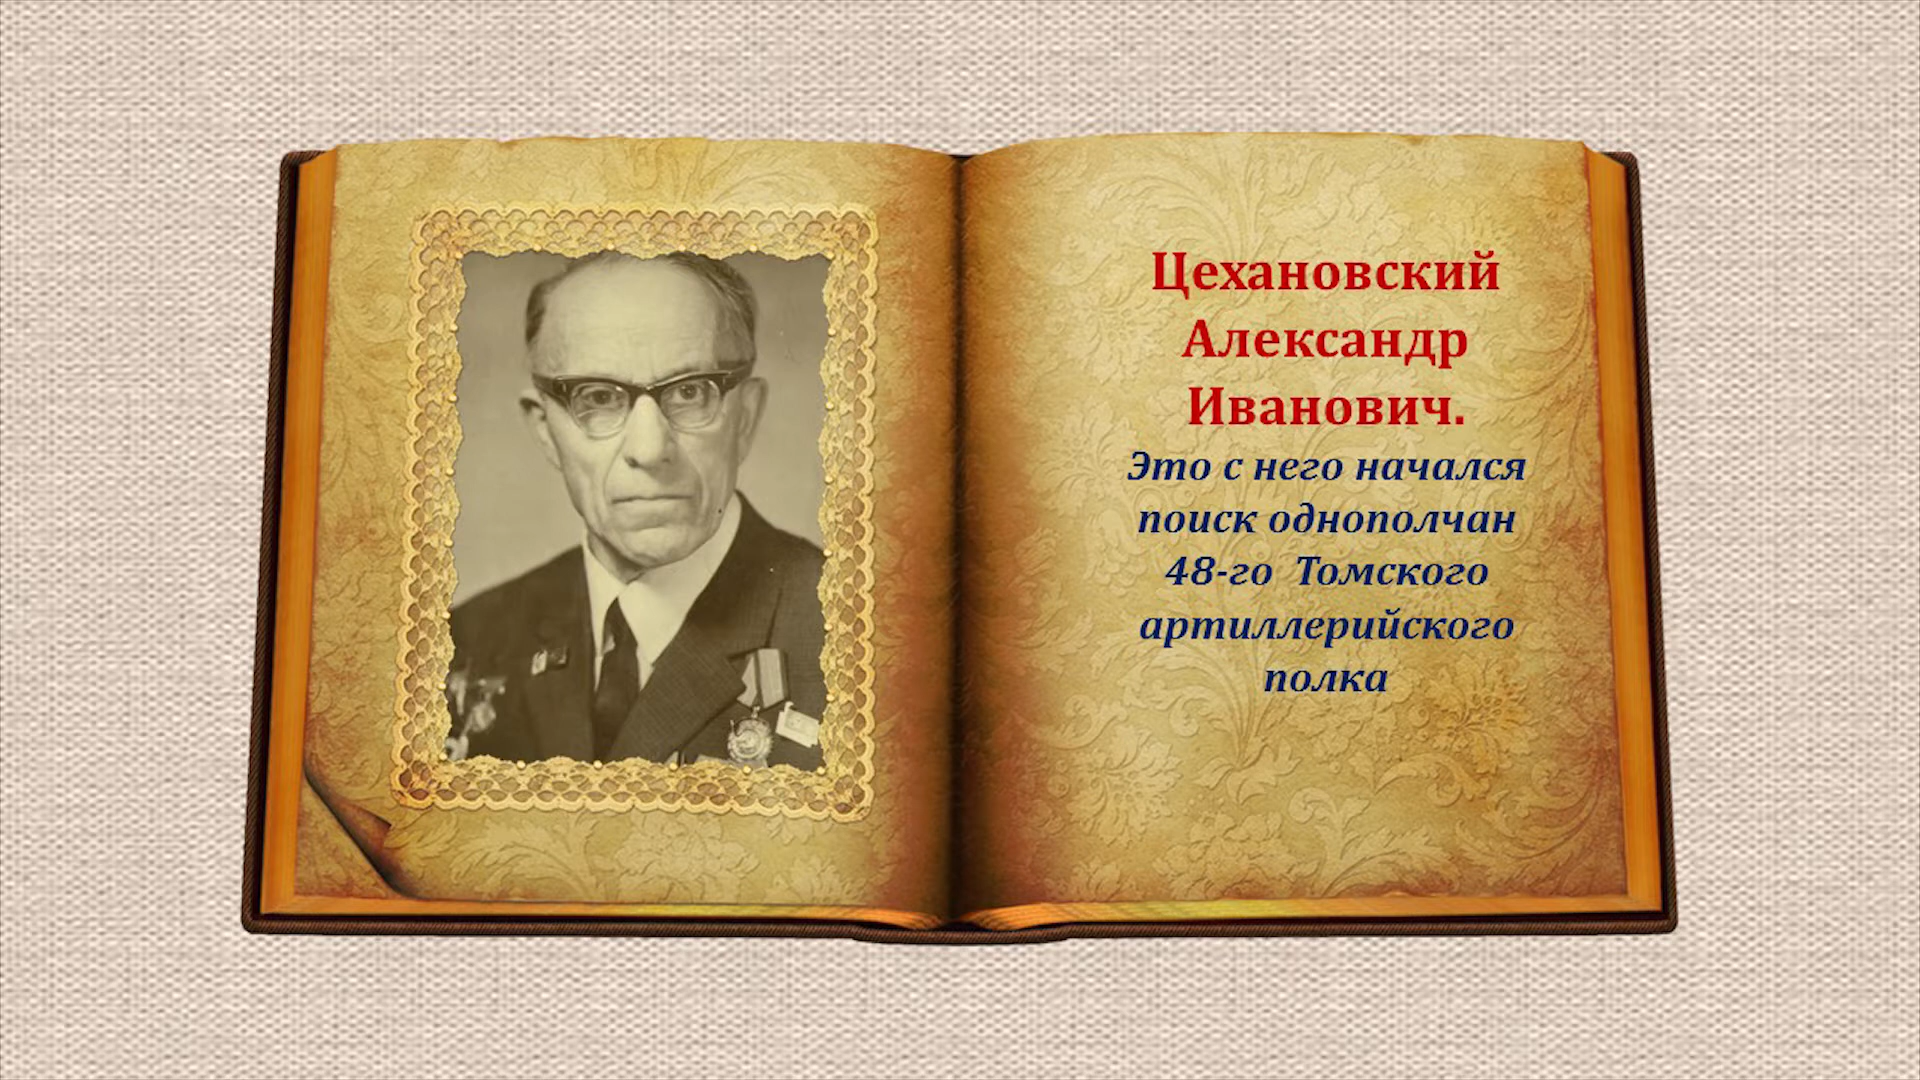 Цехановский
Александр
Иванович.
Это с него начался
поиск однополчан
48-го Томского
артиллерийского
полка